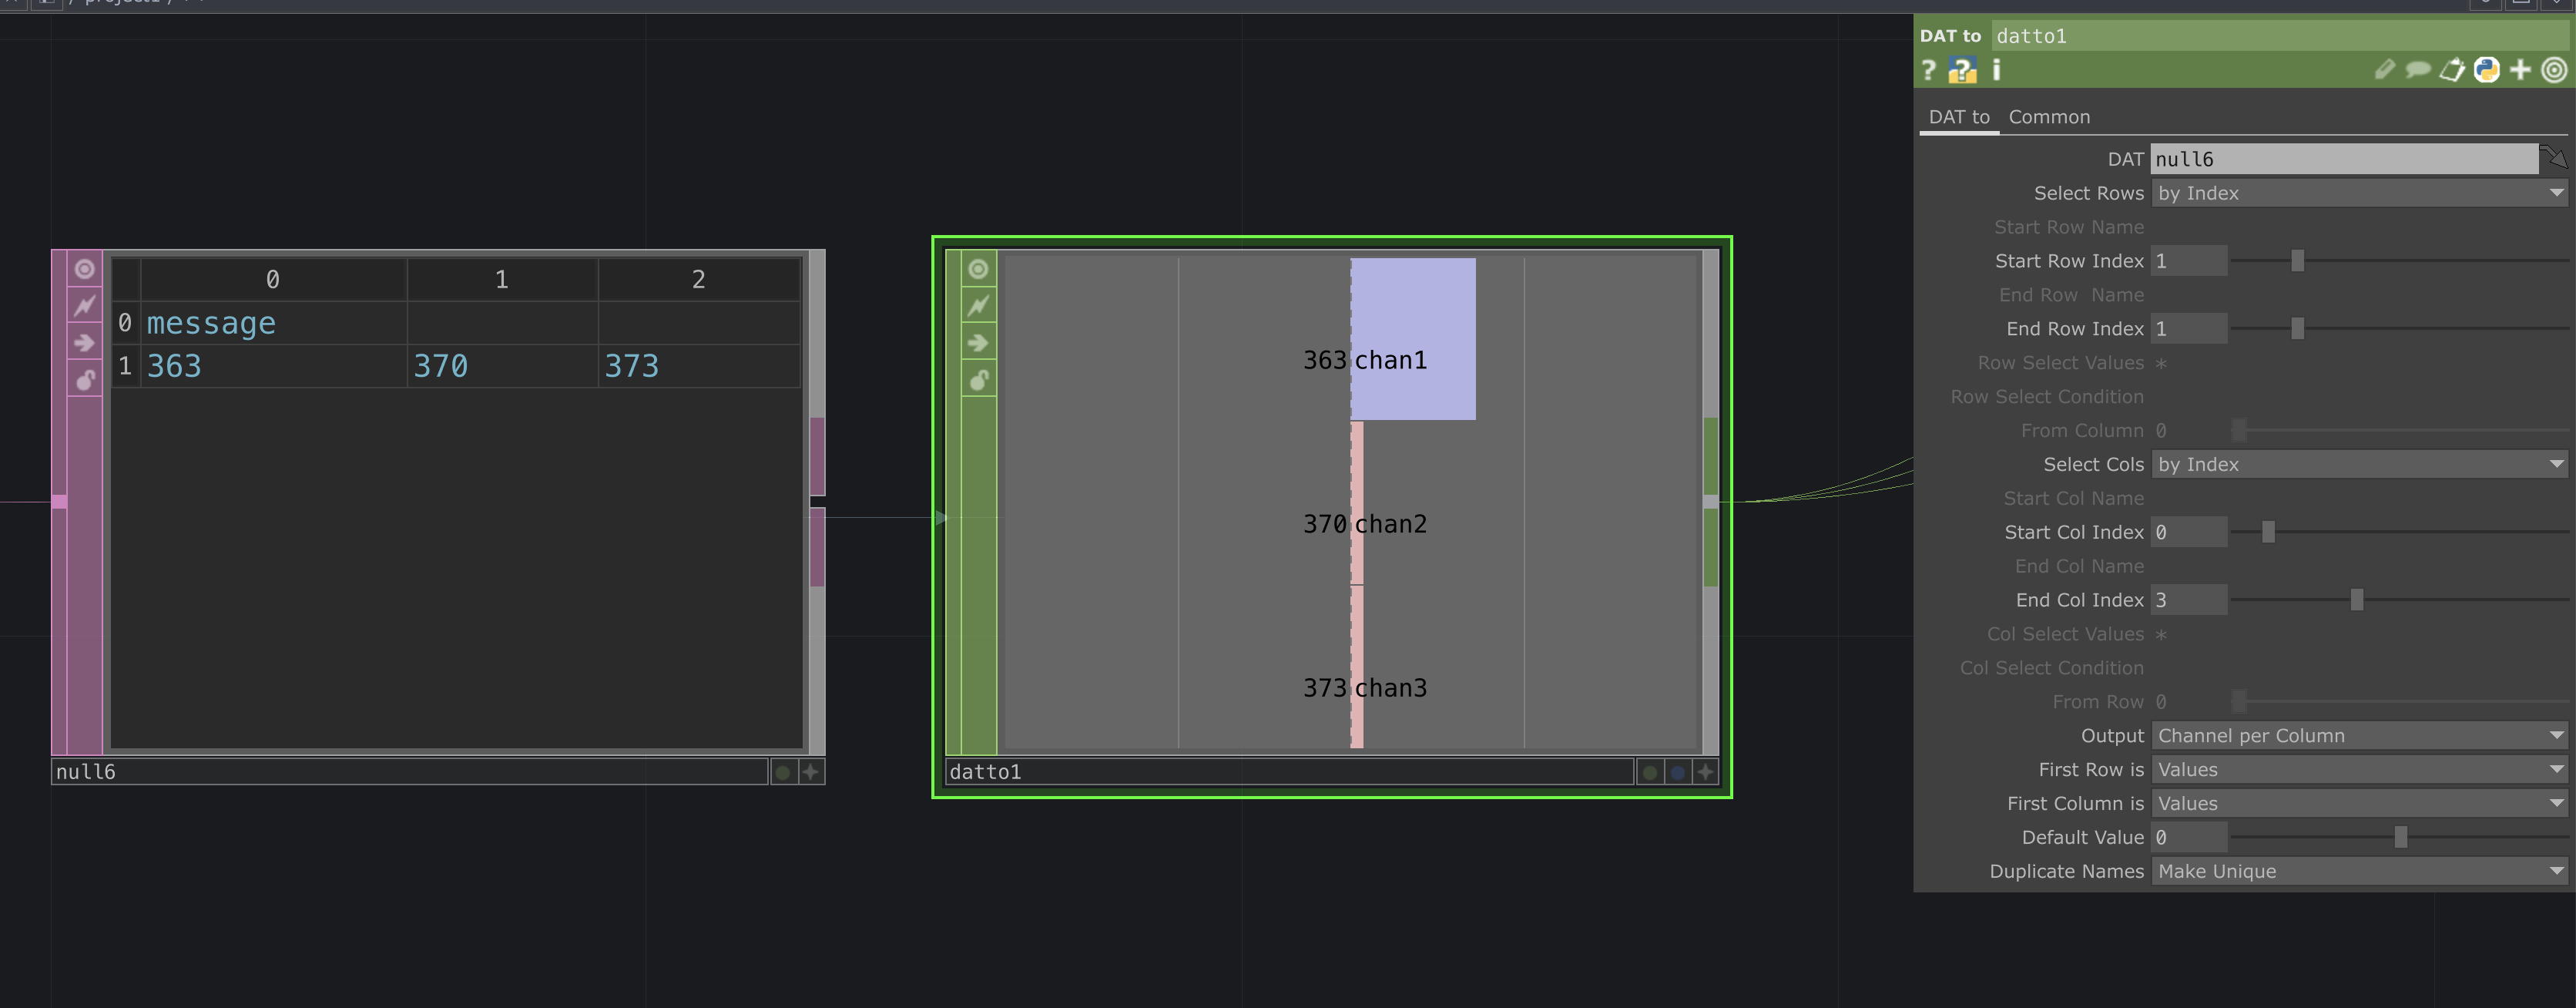 / project1 /
DAT to datto1
? ? i
DAT to Common
DAT null6
Select Rows by Index
Start Row Name
Start Row Index 1
End Row  Name
End Row Index 1
Row Select Values *
Row Select Condition
From Column 0
Select Cols by Index
Start Col Name
Start Col Index 0
End Col Name
End Col Index 3
Col Select Values *
Col Select Condition
From Row 0
Output Channel per Column
First Row is Values
First Column is Values
Default Value 0
Duplicate Names Make Unique
0 1 2
0 message
1 363 370 373
null6
363 chan1
370 chan2
373 chan3
datto1